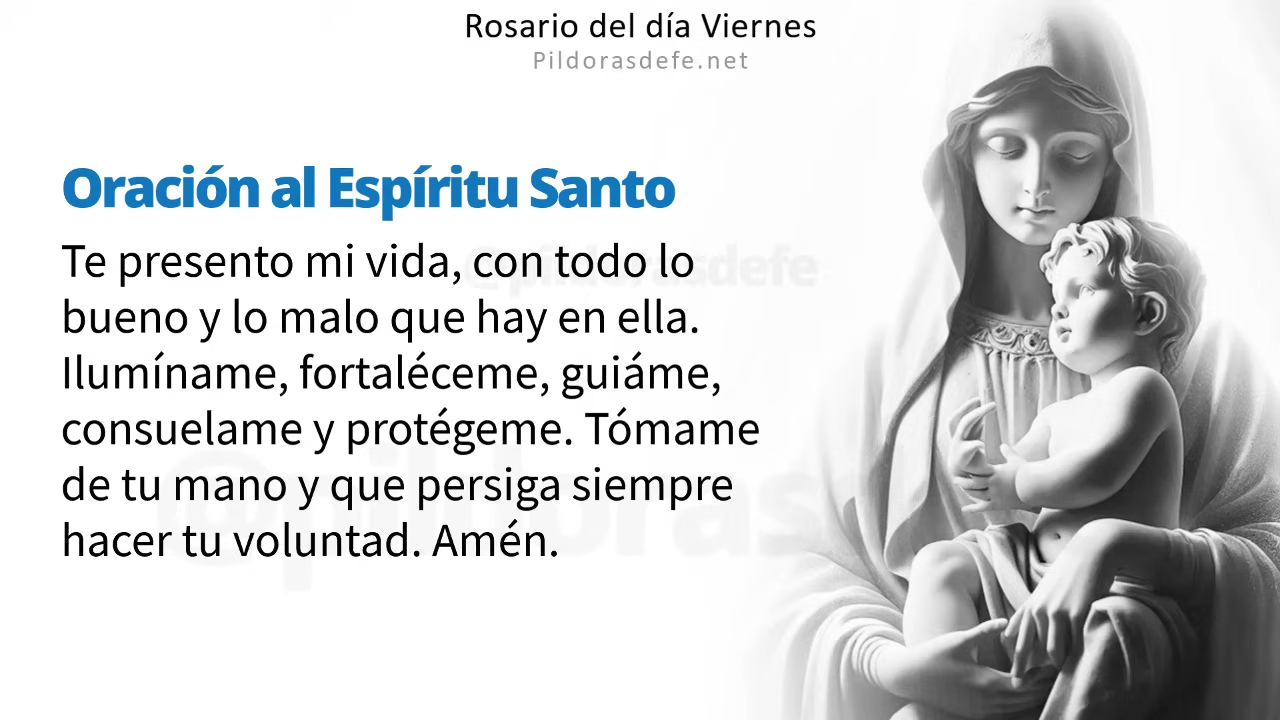 Rosario del día Viernes
Pildorasdefe.net
Oración al Espíritu Santo
Te presento mi vida, con todo lo
@pildorasdefe
bueno y lo malo que hay en ella.
Ilumíname, fortaléceme, guiáme,
consuelame y protégeme. Tómame
de tu mano y que persiga siempre
hacer tu voluntad. Amén.